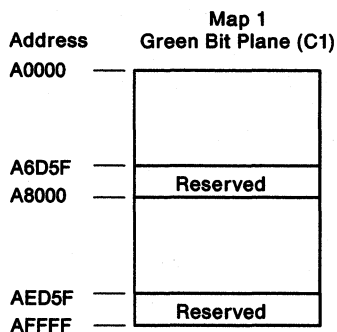 Map 1
Address Green Bit Plane (C1)
A0000
A6D5F
Reserved
A8000
AED5F
Reserved
AFFFF